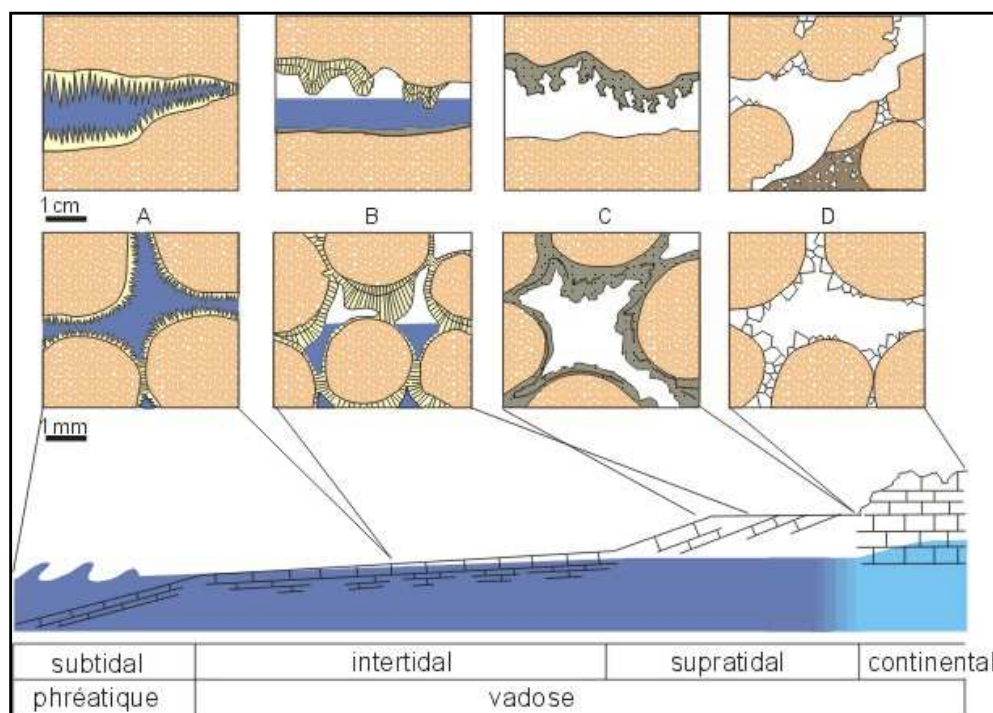 1 cm
A B C D
1 mm
subtidal intertidal supratidal continental
phréatique vadose